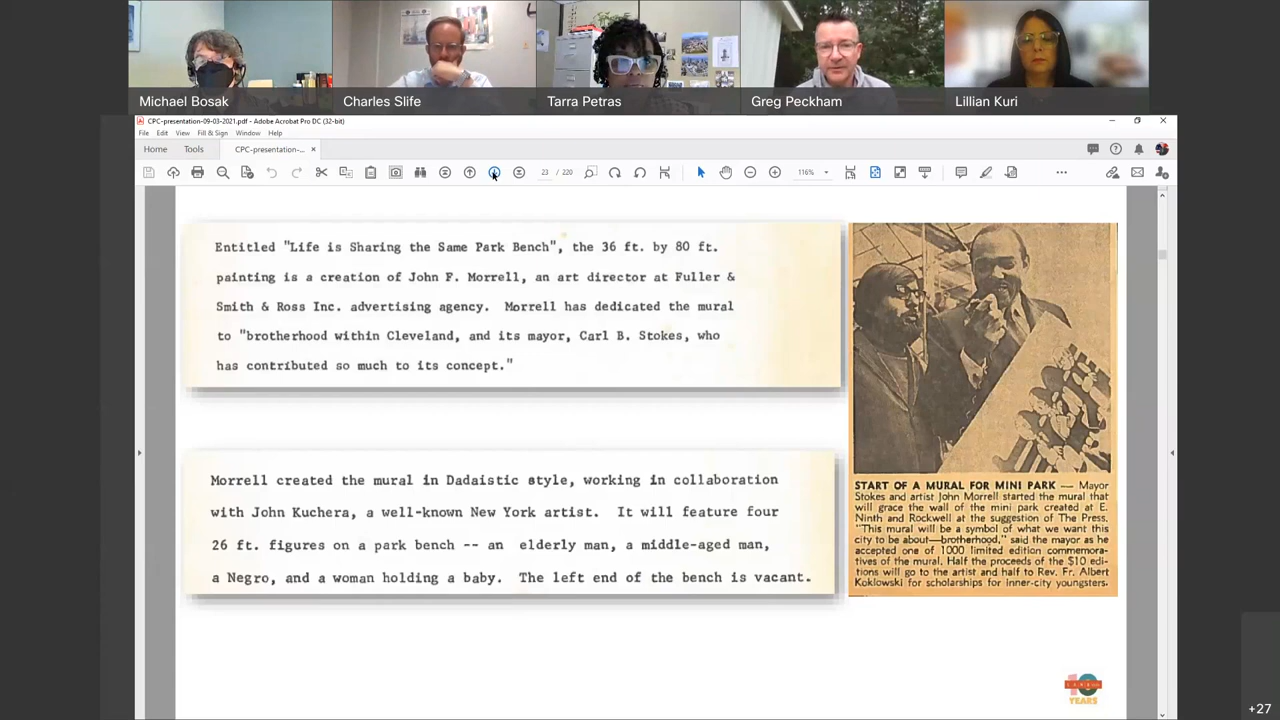 Michael Bosak
Charles Slife
Tarra Petras
Greg Peckham
Lillian Kuri
CPC-presentation-09-03-2021.pdf - Adobe Acrobat Pro DC (32-bit)
File Edit View Fill & Sign Window Help
Home Tools CPC-presentation-...
23 / 220
116%
Entitled "Life is Sharing the Same Park Bench", the 36 ft. by 80 ft.
painting is a creation of John F. Morrell, an art director at Fuller &
Smith & Ross Inc. advertising agency. Morrell has dedicated the mural
to "brotherhood within Cleveland, and its mayor, Carl B. Stokes, who
has contributed so much to its concept."
Morrell created the mural in Dadaistic style, working in collaboration
with John Kuchera, a well-known New York artist. It will feature four
26 ft. figures on a park bench -- an elderly man, a middle-aged man,
a Negro, and a woman holding a baby. The left end of the bench is vacant.
START OF A MURAL FOR MINI PARK — Mayor
Stokes and artist John Morrell started the mural that
will grace the wall of the mini park created at E.
Ninth and Rockwell at the suggestion of The Press.
"This mural will be a symbol of what we want this
city to be about—brotherhood," said the mayor as he
accepted one of 1000 limited edition commemora-
tives of the mural. Half the proceeds of the $10 edi-
tions will go to the artist and half to Rev. Fr. Albert
Koklowski for scholarships for inner-city youngsters.
YEARS
+27